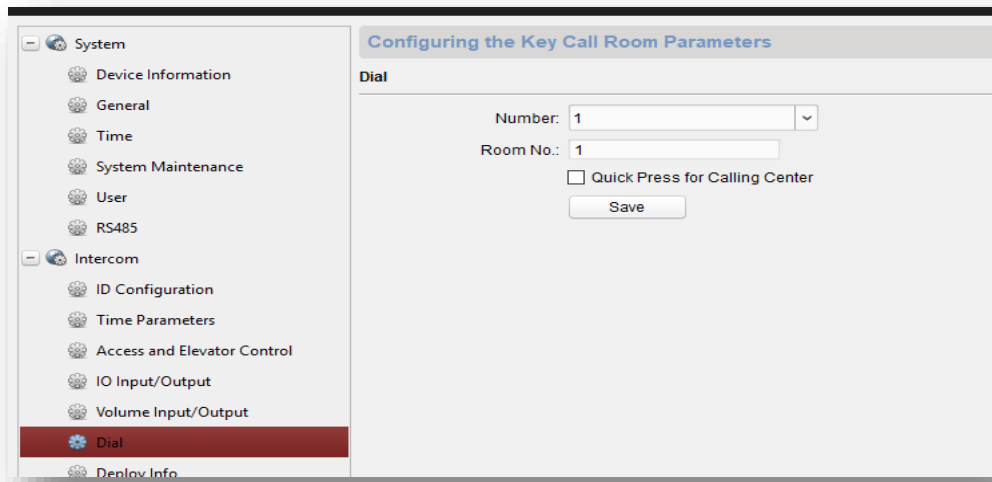 System
Device Information
General
Time
System Maintenance
User
RS485
Intercom
ID Configuration
Time Parameters
Access and Elevator Control
IO Input/Output
Volume Input/Output
Dial
Deploy Info
Configuring the Key Call Room Parameters
Dial
Number: 1
Room No.: 1
Quick Press for Calling Center
Save